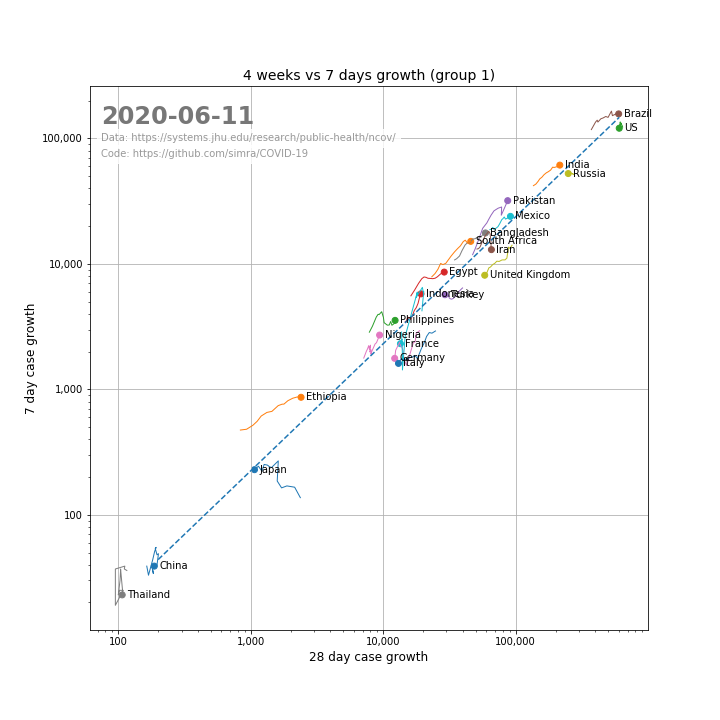 4 weeks vs 7 days growth (group 1)
2020-06-11
Data: https://systems.jhu.edu/research/public-health/ncov/
Code: https://github.com/simra/COVID-19
Brazil
US
India
Russia
Pakistan
Mexico
Bangladesh
South Africa
Iran
Egypt
United Kingdom
Indonesia
Turkey
Philippines
Nigeria
France
Germany
Italy
Ethiopia
Japan
China
Thailand
100,000
10,000
1,000
100
7 day case growth
100
1,000
10,000
100,000
28 day case growth